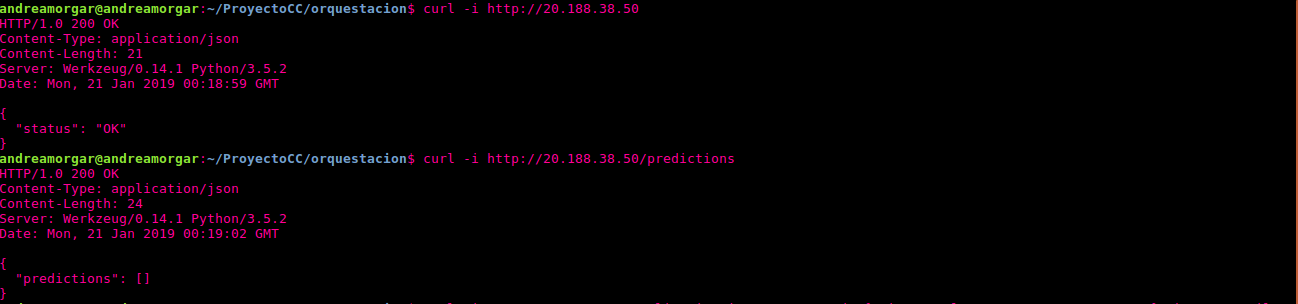 andreamorgar@andreamorgar:~/ProyectoCC/orquestacion$ curl -i http://20.188.38.50
HTTP/1.0 200 OK
Content-Type: application/json
Content-Length: 21
Server: Werkzeug/0.14.1 Python/3.5.2
Date: Mon, 21 Jan 2019 00:18:59 GMT

{
  "status": "OK"
}
andreamorgar@andreamorgar:~/ProyectoCC/orquestacion$ curl -i http://20.188.38.50/predictions
HTTP/1.0 200 OK
Content-Type: application/json
Content-Length: 24
Server: Werkzeug/0.14.1 Python/3.5.2
Date: Mon, 21 Jan 2019 00:19:02 GMT

{
  "predictions": []
}